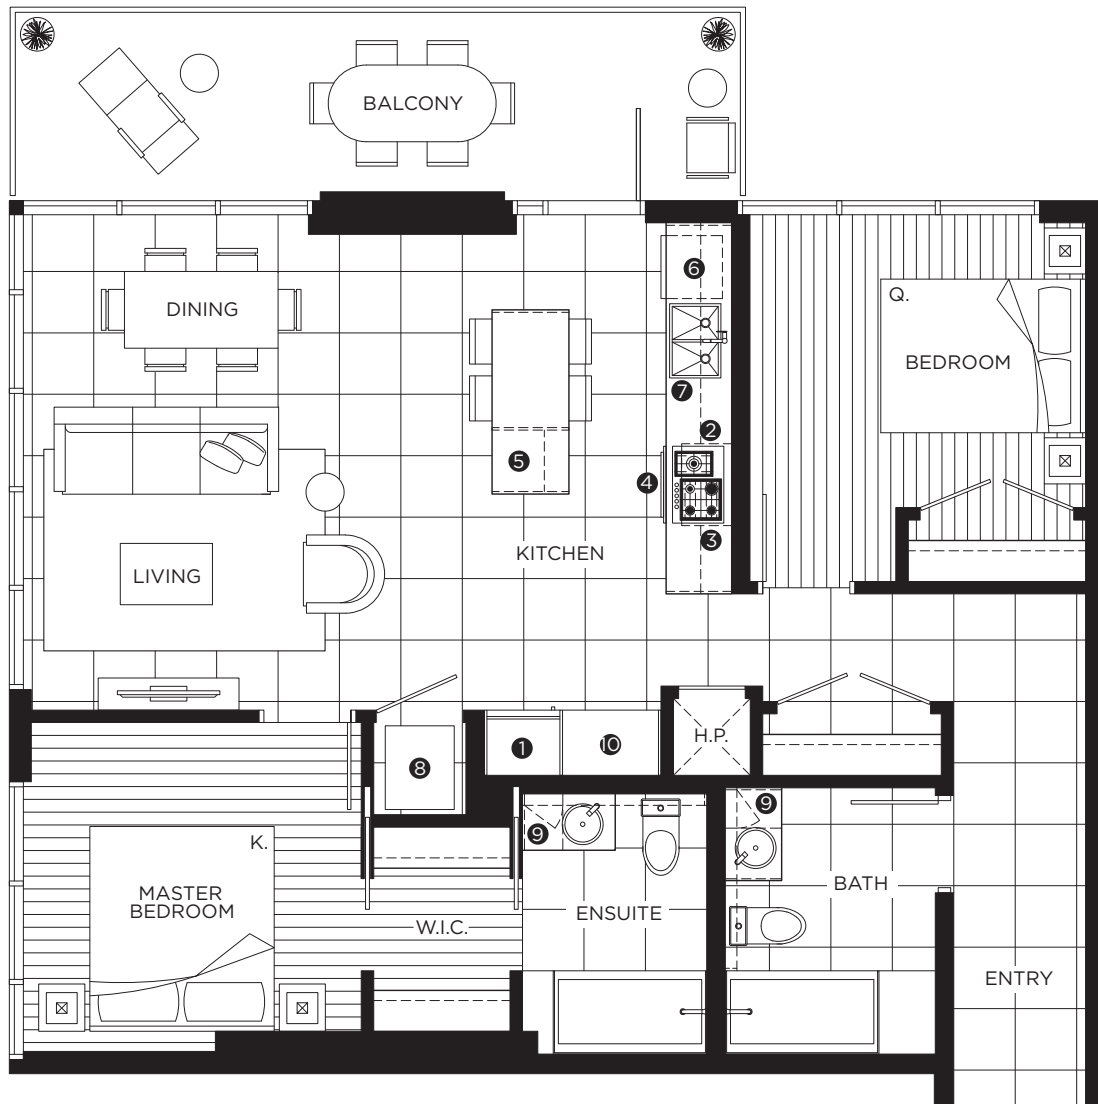 BALCONY
6
Q.
DINING
BEDROOM
7
2
5
4
3
KITCHEN
LIVING
H.P.
1
10
8
9
9
K.
MASTER
BEDROOM
BATH
ENSUITE
W.I.C.
ENTRY